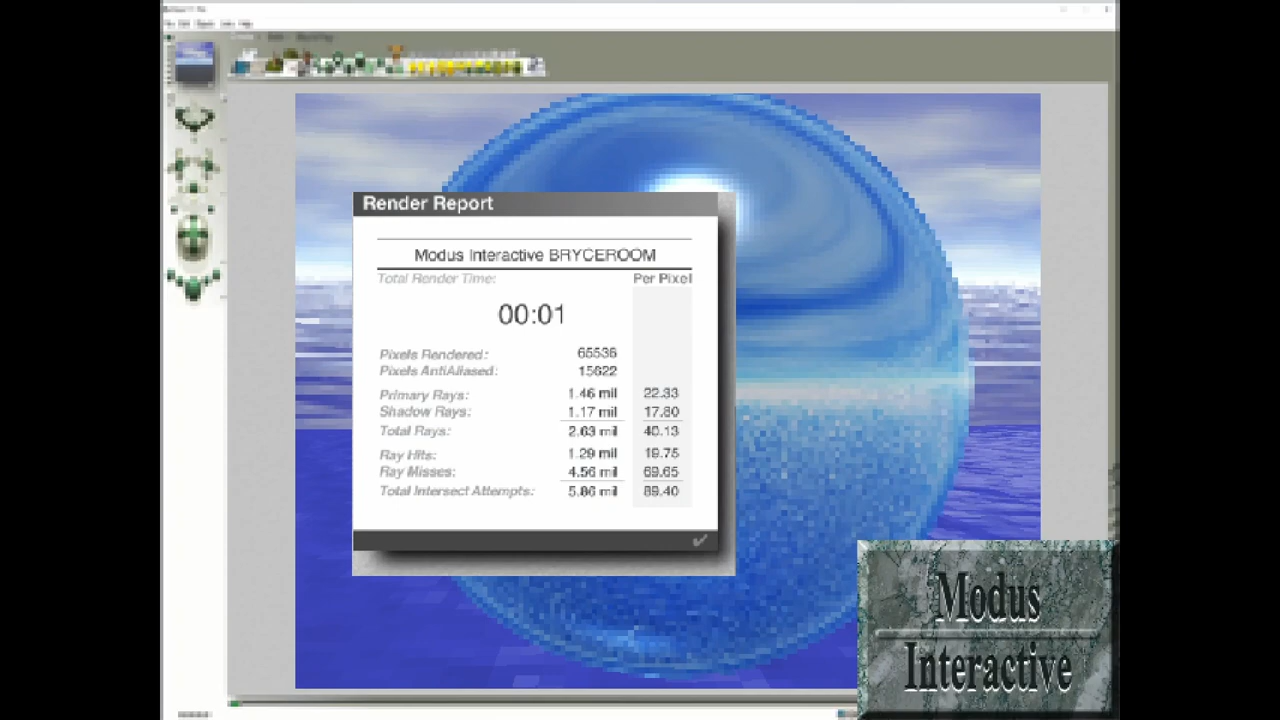 Render Report
Modus Interactive BRYCEROOM
Total Render Time: Per Pixel
00:01
Pixels Rendered: 65536
Pixels AntiAliased: 15622
Primary Rays: 1.46 mil 22.33
Shadow Rays: 1.17 mil 17.80
Total Rays: 2.63 mil 40.13
Ray Hits: 1.29 mil 19.75
Ray Misses: 4.56 mil 69.65
Total Intersect Attempts: 5.86 mil 89.40
Modus
Interactive